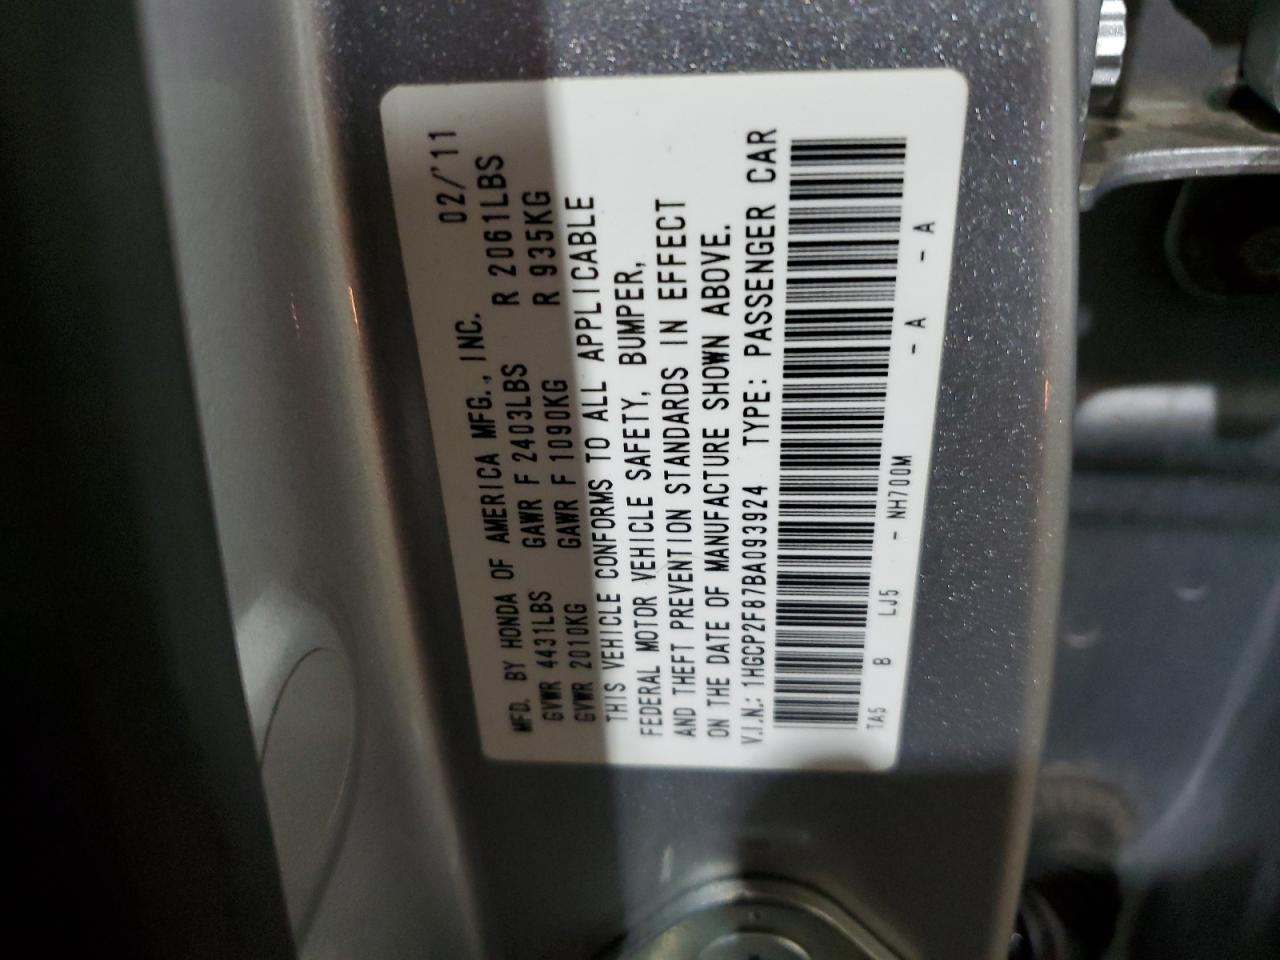 MFD. BY HONDA OF AMERICA MFG., INC. 02/'11
GVWR 4431LBS GAWR F 2403LBS R 2061LBS
GVWR 2010KG GAWR F 1090KG R 935KG
THIS VEHICLE CONFORMS TO ALL APPLICABLE
FEDERAL MOTOR VEHICLE SAFETY, BUMPER,
AND THEFT PREVENTION STANDARDS IN EFFECT
ON THE DATE OF MANUFACTURE SHOWN ABOVE.
V.I.N.: 1HGCP2F87BA093924 TYPE: PASSENGER CAR
TA5 B LJ5 - NH700M - A - A